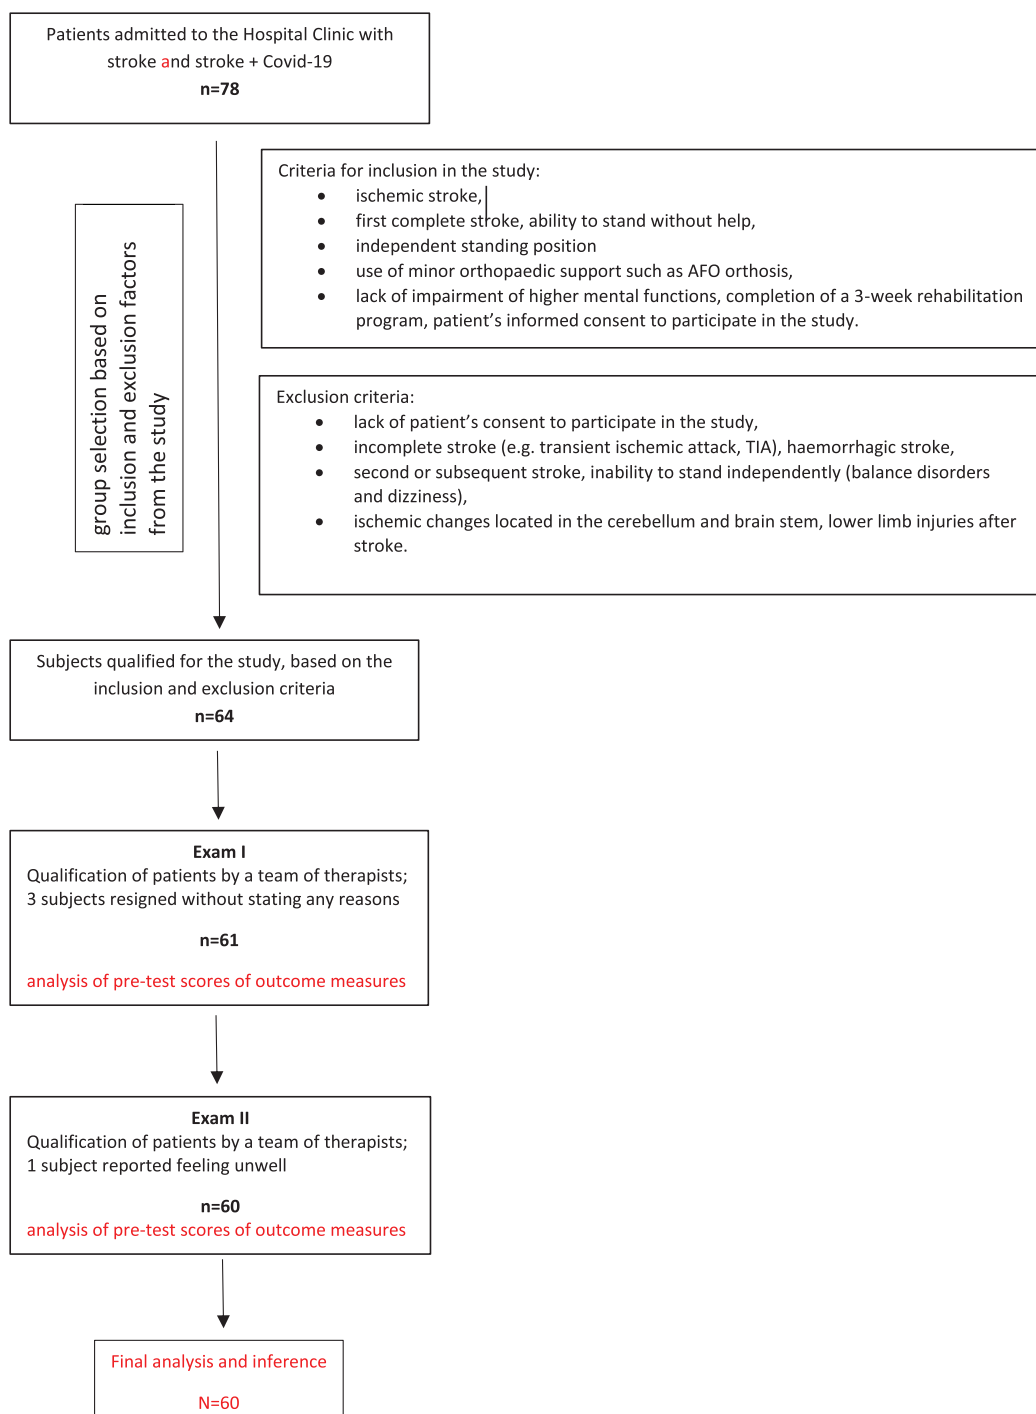 Patients admitted to the Hospital Clinic with
stroke and stroke + Covid-19
n=78
Criteria for inclusion in the study:
• ischemic stroke,
• first complete stroke, ability to stand without help,
• independent standing position
• use of minor orthopaedic support such as AFO orthosis,
• lack of impairment of higher mental functions, completion of a 3-week rehabilitation
program, patient’s informed consent to participate in the study.
group selection based on
inclusion and exclusion factors
from the study
Exclusion criteria:
• lack of patient’s consent to participate in the study,
• incomplete stroke (e.g. transient ischemic attack, TIA), haemorrhagic stroke,
• second or subsequent stroke, inability to stand independently (balance disorders
and dizziness),
• ischemic changes located in the cerebellum and brain stem, lower limb injuries after
stroke.
Subjects qualified for the study, based on the
inclusion and exclusion criteria
n=64
Exam I
Qualification of patients by a team of therapists;
3 subjects resigned without stating any reasons
n=61
analysis of pre-test scores of outcome measures
Exam II
Qualification of patients by a team of therapists;
1 subject reported feeling unwell
n=60
analysis of pre-test scores of outcome measures
Final analysis and inference
N=60